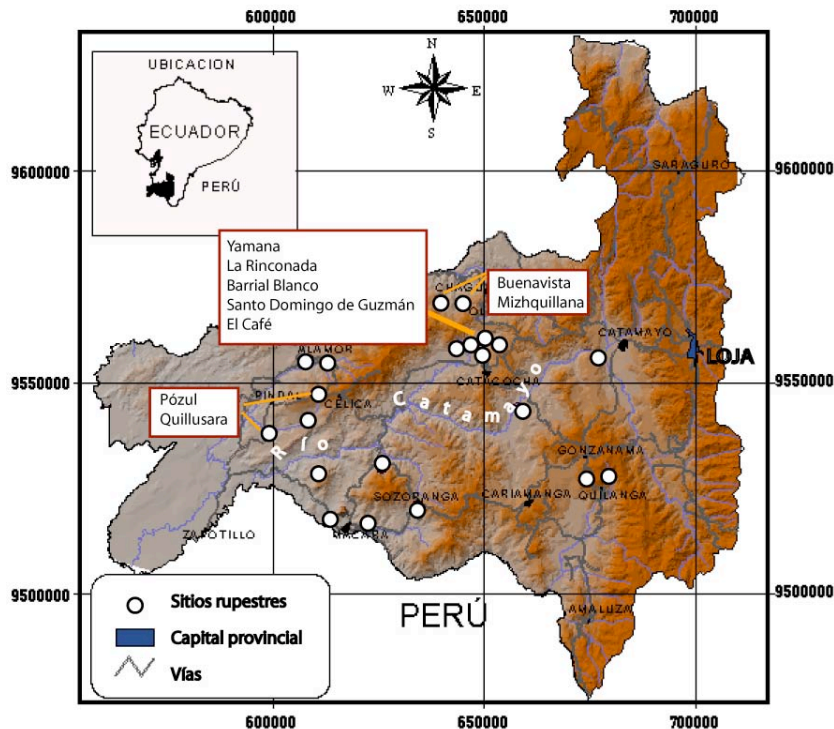 600000
650000
700000
UBICACION
ECUADOR
PERÚ
N
W
E
S
9600000
9600000
SARAGURO
Yamana
La Rinconada
Barrial Blanco
Santo Domingo de Guzmán
El Café
Buenavista
Mizhquillana
CATAMAYO
LOJA
ALAMOR
9550000
9550000
CATACOCHA
Pózul
Quillusara
PINDAL
CELICA
Río Catamayo
GONZANAMA
SOZORANGA
CARIAMANGA
QUILANGA
ZAPOTILLO
MACARA
9500000
9500000
Sitios rupestres
Capital provincial
Vías
PERÚ
AMALUZA
600000
650000
700000